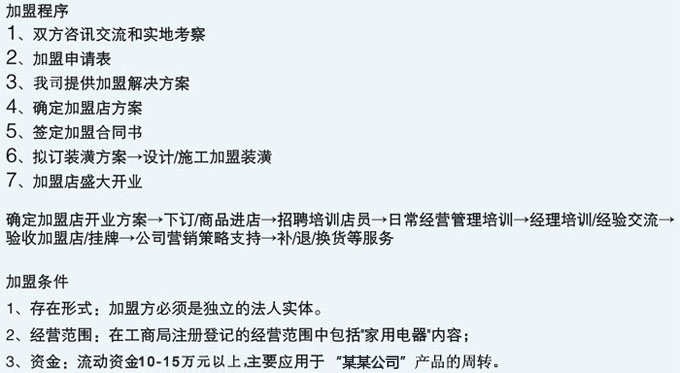 加盟程序
1、双方咨讯交流和实地考察
2、加盟申请表
3、我司提供加盟解决方案
4、确定加盟店方案
5、签定加盟合同书
6、拟订装潢方案→设计/施工加盟装潢
7、加盟店盛大开业
确定加盟店开业方案→下订/商品进店→招聘培训店员→日常经营管理培训→经理培训/经验交流→
验收加盟店/挂牌→公司营销策略支持→补/退/换货等服务
加盟条件
1、存在形式：加盟方必须是独立的法人实体。
2、经营范围：在工商局注册登记的经营范围中包括"家用电器"内容；
3、资金：流动资金10-15万元以上,主要应用于“某某公司”产品的周转。